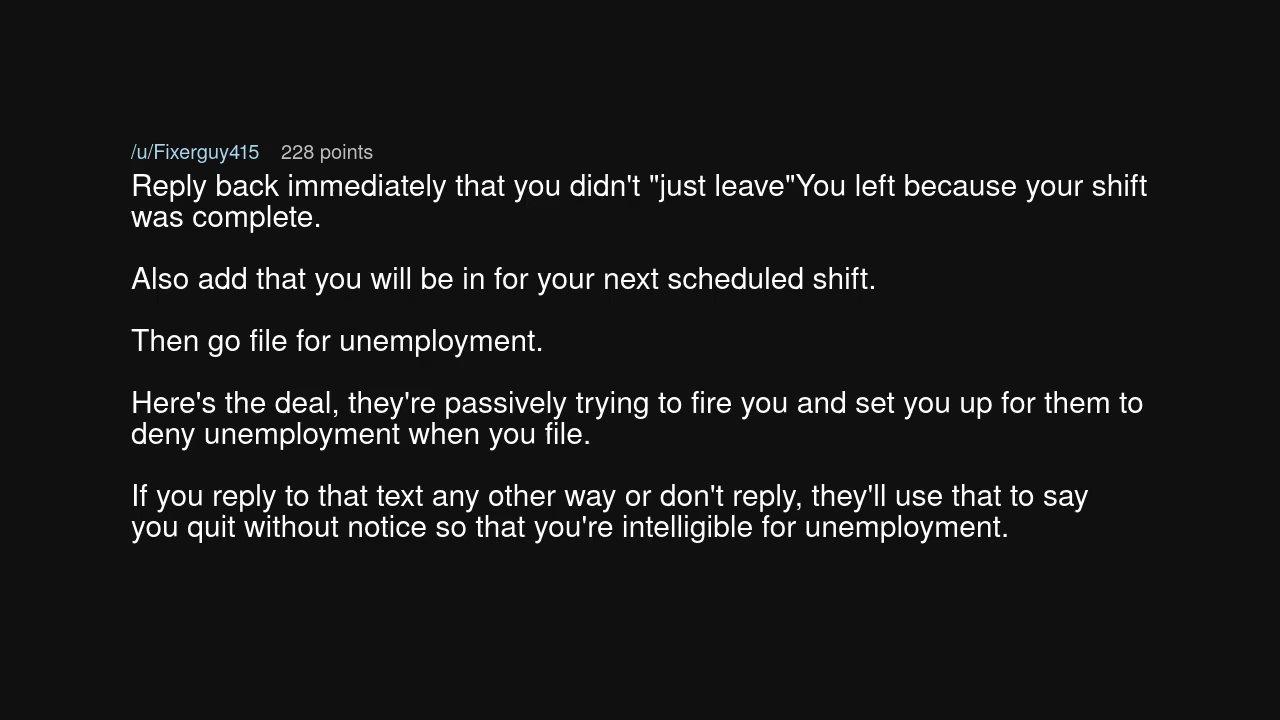 /u/Fixerguy415 228 points
Reply back immediately that you didn't "just leave"You left because your shift
was complete.
Also add that you will be in for your next scheduled shift.
Then go file for unemployment.
Here's the deal, they're passively trying to fire you and set you up for them to
deny unemployment when you file.
If you reply to that text any other way or don't reply, they'll use that to say
you quit without notice so that you're intelligible for unemployment.